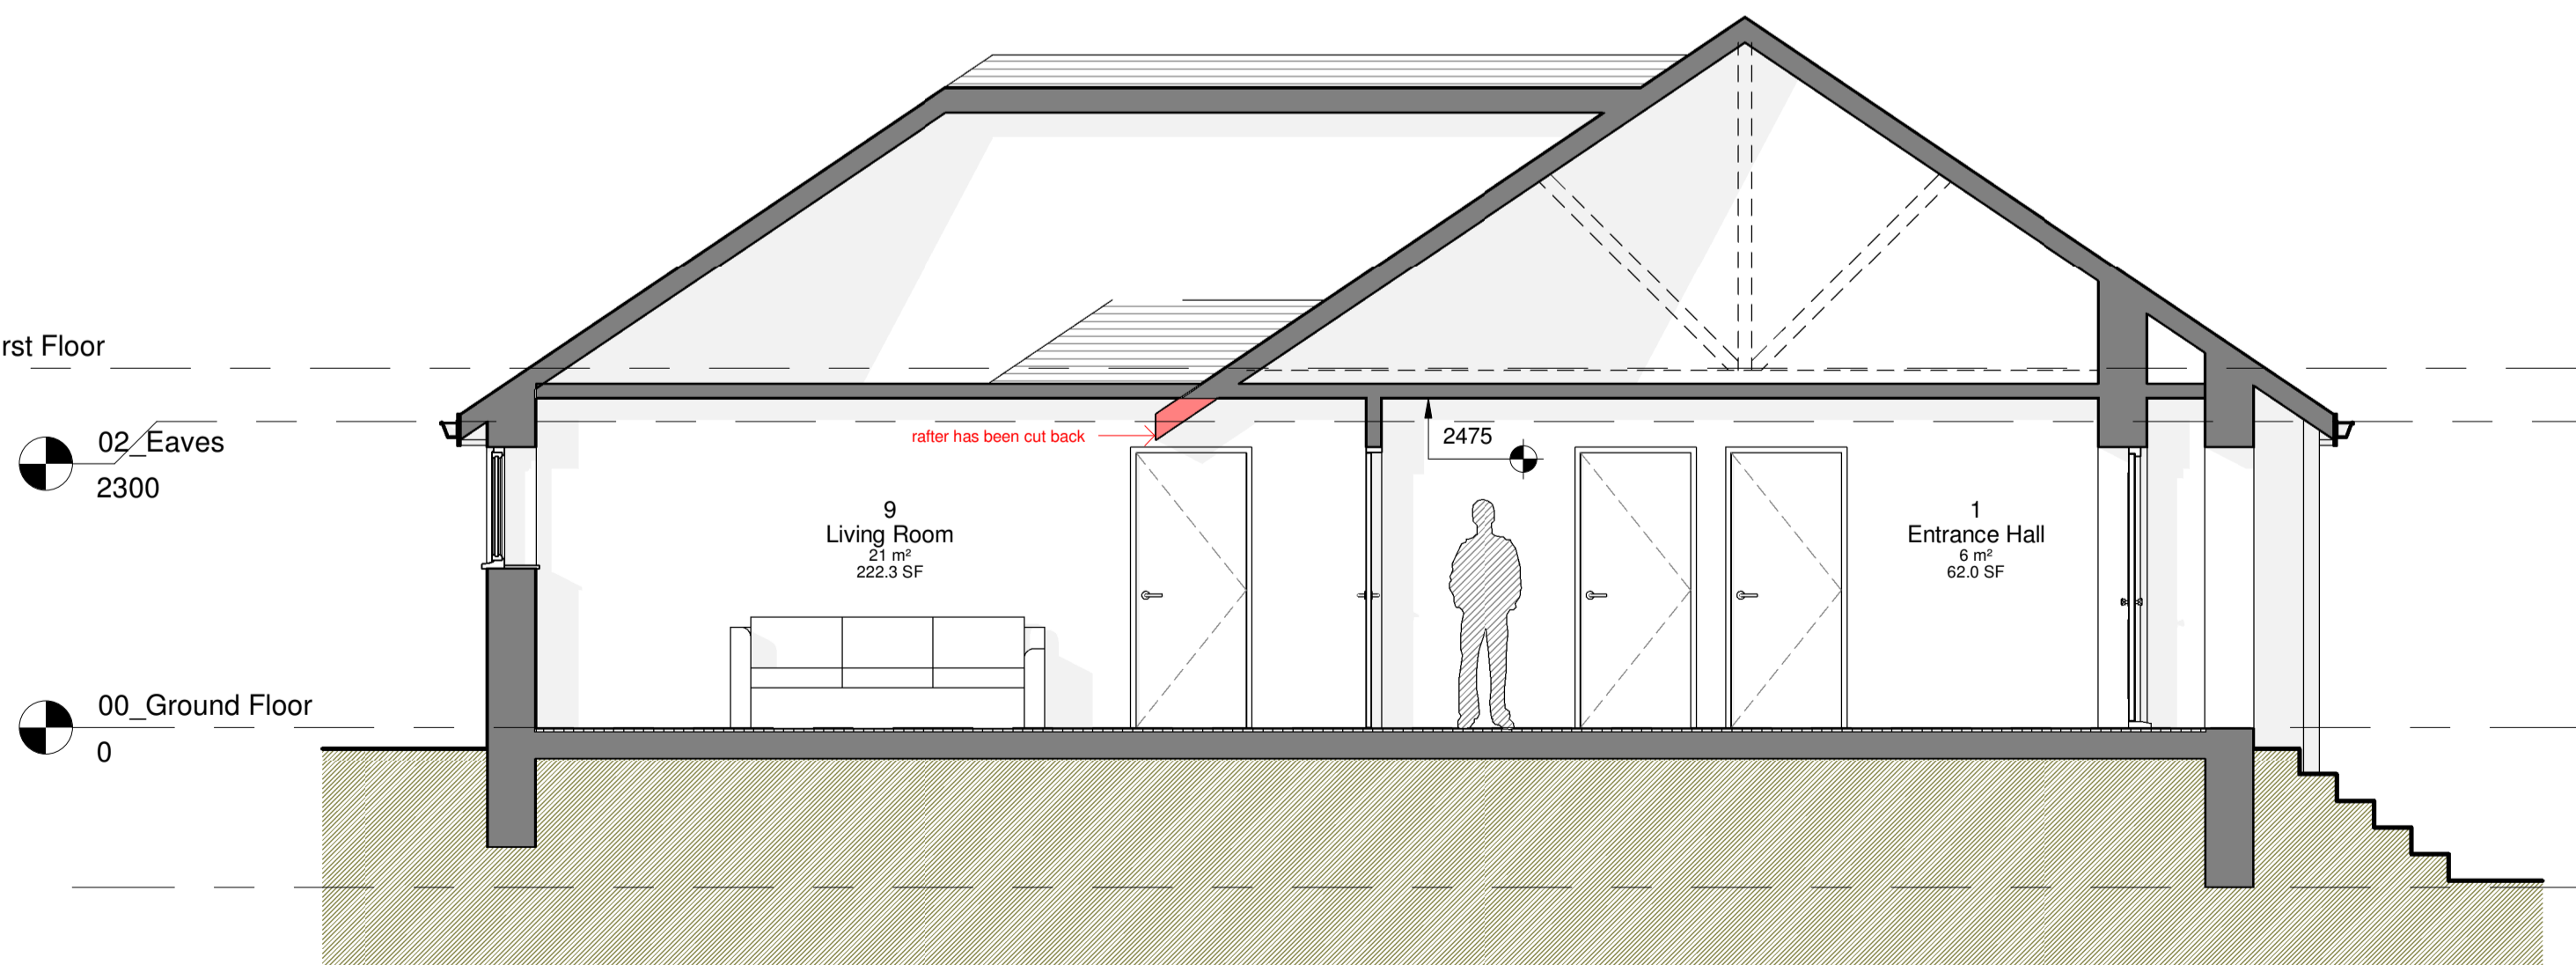 rst Floor
02_Eaves
2300
rafter has been cut back
2475
9
Living Room
21 m²
222.3 SF
1
Entrance Hall
6 m²
62.0 SF
00_Ground Floor
0